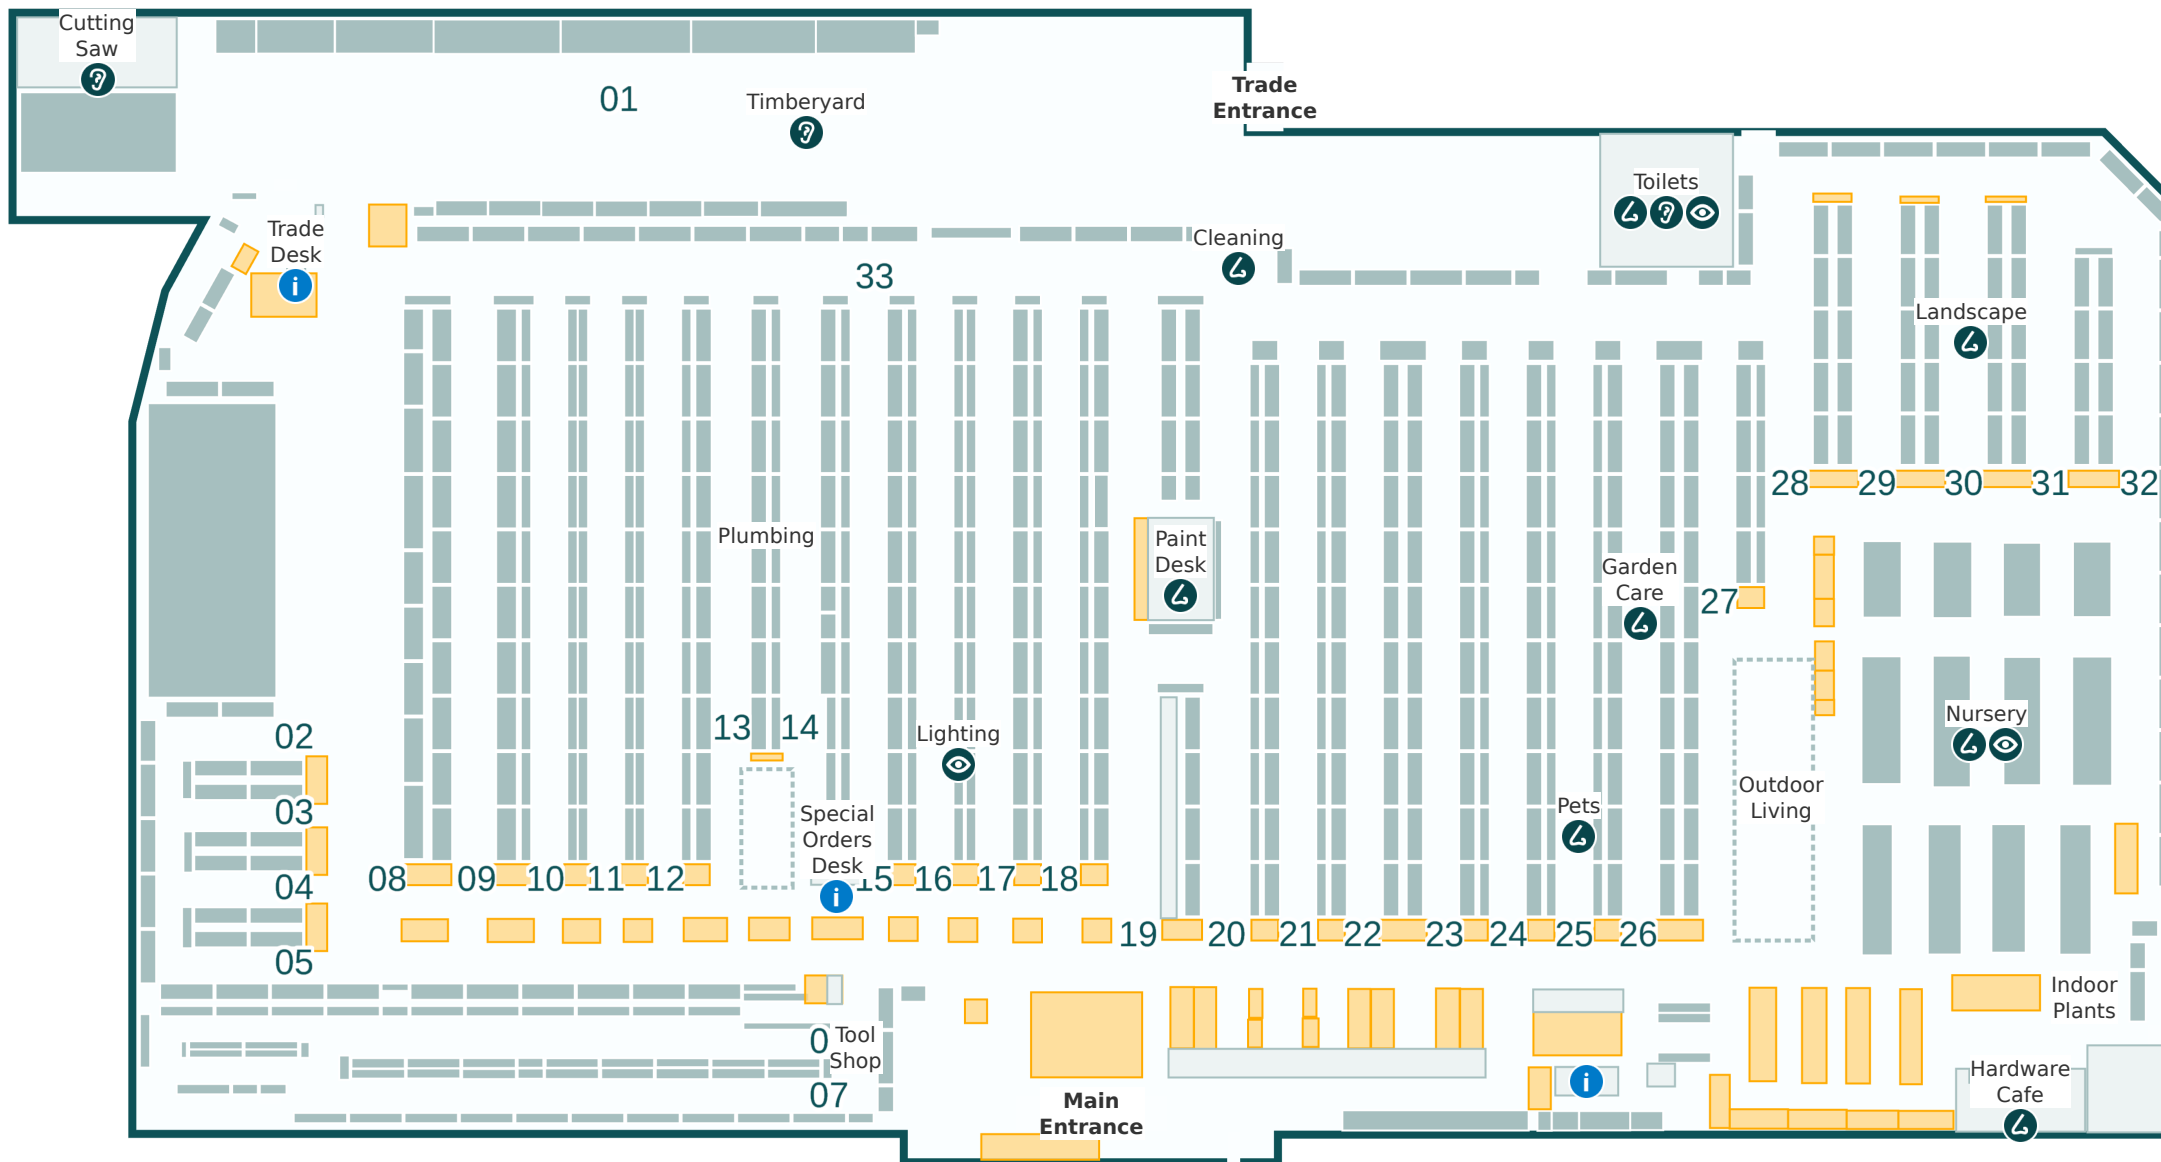 Cutting
Saw
01
Timberyard
Trade
Entrance
Toilets
Trade
Desk
Cleaning
33
Landscape
28
29
30
31
32
Plumbing
Paint
Desk
Garden
Care
27
02
13
14
Lighting
Nursery
03
Special
Orders
Desk
Pets
Outdoor
Living
04
08
09
10
11
12
15
16
17
18
05
19
20
21
22
23
24
25
26
0
Tool
Shop
Indoor
Plants
07
Main
Entrance
Hardware
Cafe
i
i
i